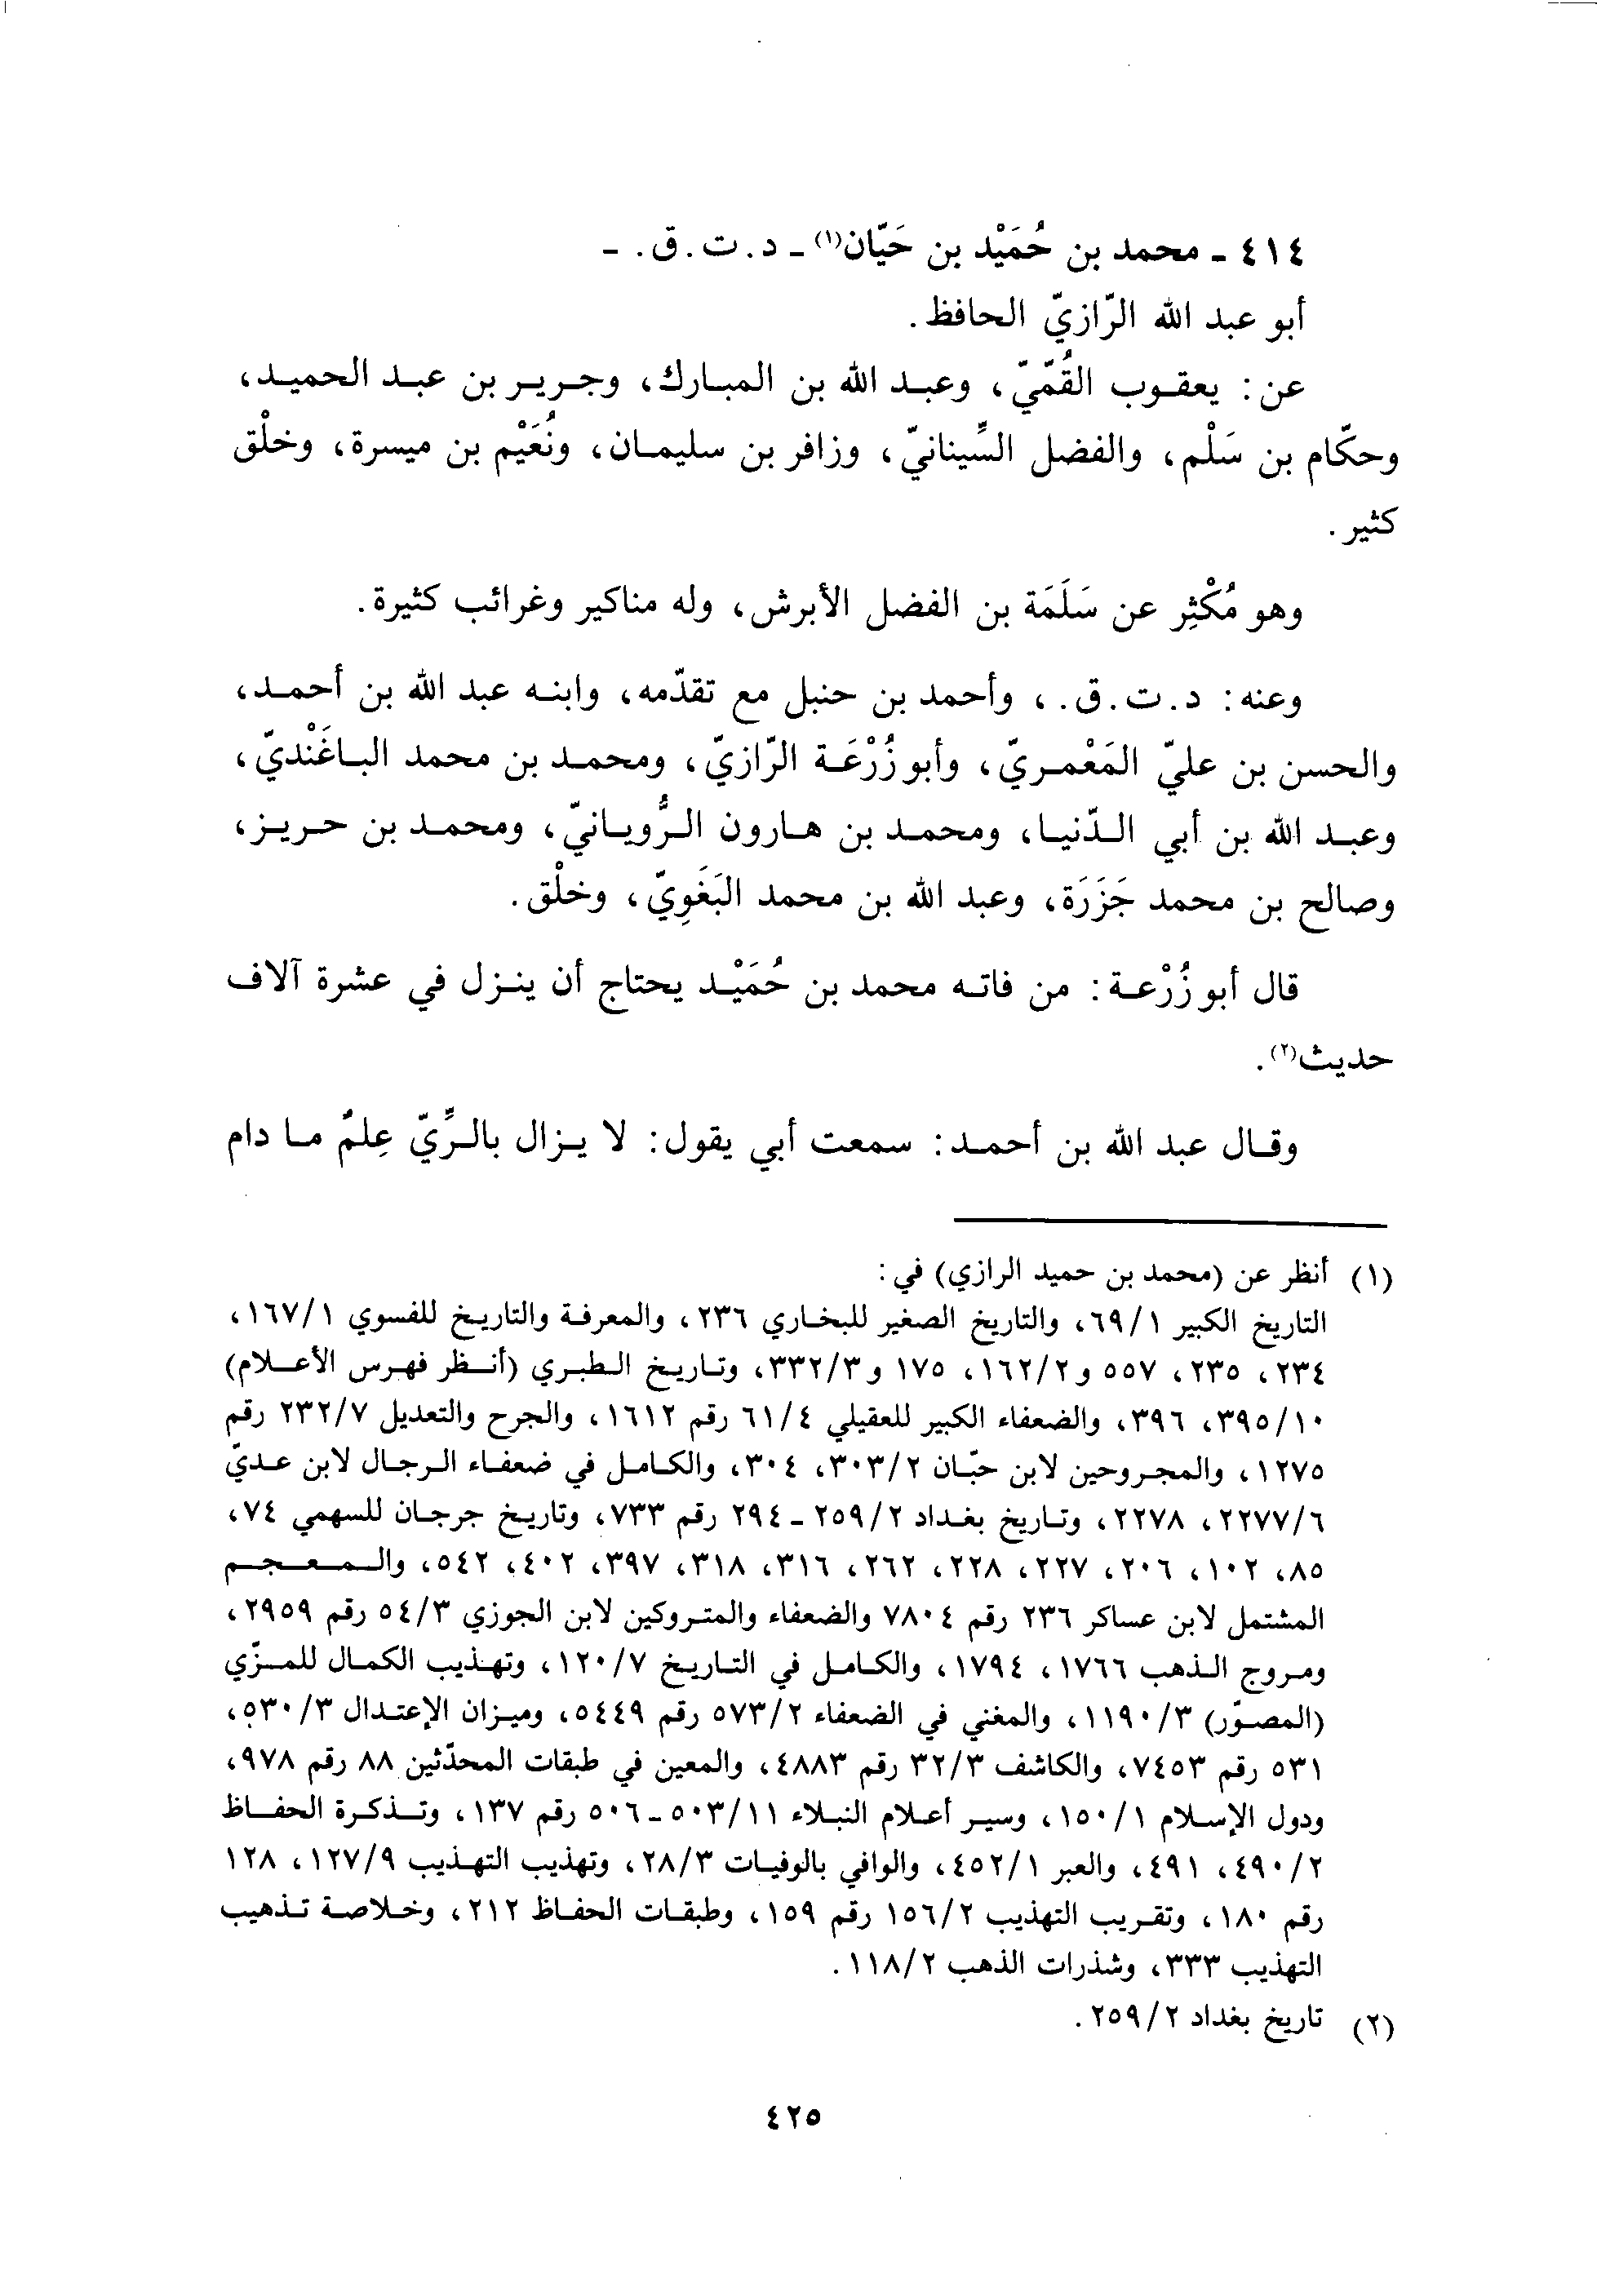 ٤١٤ ـ محمد بن حُمَيْد بن حَيّان(١) ـ د. ت. ق. ـ
أبو عبد الله الرّازيّ الحافظ.
عن: يعقوب القُمّيّ، وعبد الله بن المبارك، وجرير بن عبد الحميد،
وحكّام بن سَلْم، والفضل السِّينانيّ، وزافر بن سليمان، ونُعَيْم بن ميسرة، وخلْق
كثير.
وهو مُكْثِر عن سَلَمَة بن الفضل الأبرش، وله مناكير وغرائب كثيرة.
وعنه: د. ت. ق.، وأحمد بن حنبل مع تقدّمه، وابنه عبد الله بن أحمد،
والحسن بن عليّ المَعْمريّ، وأبو زُرْعَة الرّازيّ، ومحمد بن محمد الباغَنْديّ،
وعبد الله بن أبي الدّنيا، ومحمد بن هارون الرُّويانيّ، ومحمد بن حريز،
وصالح بن محمد جَزَرَة، وعبد الله بن محمد البَغَوِيّ، وخلْق.
قال أبو زُرْعة: من فاته محمد بن حُمَيْد يحتاج أن ينزل في عشرة آلاف
حديث(٢).
وقال عبد الله بن أحمد: سمعت أبي يقول: لا يزال بالرِّيّ عِلمٌ ما دام
(١) أنظر عن (محمد بن حميد الرازي) في:
التاريخ الكبير ٦٩/١، والتاريخ الصغير للبخاري ٢٣٦، والمعرفة والتاريخ للفسوي ١٦٧/١،
٢٣٤، ٢٣٥، ٥٥٧ و١٦٢/٢، ١٧٥ و٣٣٢/٣، وتاريخ الطبري (أنظر فهرس الأعلام)
٣٩٥/١٠، ٣٩٦، والضعفاء الكبير للعقيلي ٦١/٤ رقم ١٦١٢، والجرح والتعديل ٢٣٢/٧ رقم
١٢٧٥، والمجروحين لابن حبّان ٣٠٣/٢، ٣٠٤، والكامل في ضعفاء الرجال لابن عديّ
٢٢٧٧/٦، ٢٢٧٨، وتاريخ بغداد ٢٥٩/٢ ـ ٢٩٤ رقم ٧٣٣، وتاريخ جرجان للسهمي ٧٤،
٨٥، ١٠٢، ٢٠٦، ٢٢٧، ٢٢٨، ٢٦٢، ٣١٦، ٣١٨، ٣٩٧، ٤٠٢، ٥٤٢، والمعجم
المشتمل لابن عساكر ٢٣٦ رقم ٧٨٠٤ والضعفاء والمتروكين لابن الجوزي ٥٤/٣ رقم ٢٩٥٩،
ومروج الذهب ١٧٦٦، ١٧٩٤، والكامل في التاريخ ١٢٠/٧، وتهذيب الكمال للمزّي
(المصوّر) ١١٩٠/٣، والمغني في الضعفاء ٥٧٣/٢ رقم ٥٤٤٩، وميزان الإعتدال ٥٣٠/٣،
٥٣١ رقم ٧٤٥٣، والكاشف ٣٢/٣ رقم ٤٨٨٣، والمعين في طبقات المحدّثين ٨٨ رقم ٩٧٨،
ودول الإسلام ١٥٠/١، وسير أعلام النبلاء ٥٠٣/١١ ـ ٥٠٦ رقم ١٣٧، وتذكرة الحفاظ
٤٩٠/٢، ٤٩١، والعبر ٤٥٢/١، والوافي بالوفيات ٢٨/٣، وتهذيب التهذيب ١٢٧/٩، ١٢٨
رقم ١٨٠، وتقريب التهذيب ١٥٦/٢ رقم ١٥٩، وطبقات الحفاظ ٢١٢، وخلاصة تذهيب
التهذيب ٣٣٣، وشذرات الذهب ١١٨/٢.
(٢) تاريخ بغداد ٢٥٩/٢.
٤٢٥